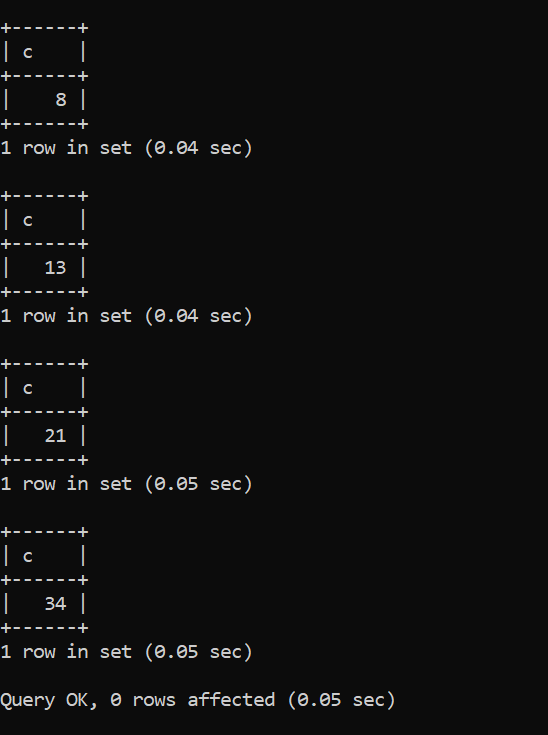 +------+
| c    |
+------+
|    8 |
+------+
1 row in set (0.04 sec)

+------+
| c    |
+------+
|   13 |
+------+
1 row in set (0.04 sec)

+------+
| c    |
+------+
|   21 |
+------+
1 row in set (0.05 sec)

+------+
| c    |
+------+
|   34 |
+------+
1 row in set (0.05 sec)

Query OK, 0 rows affected (0.05 sec)